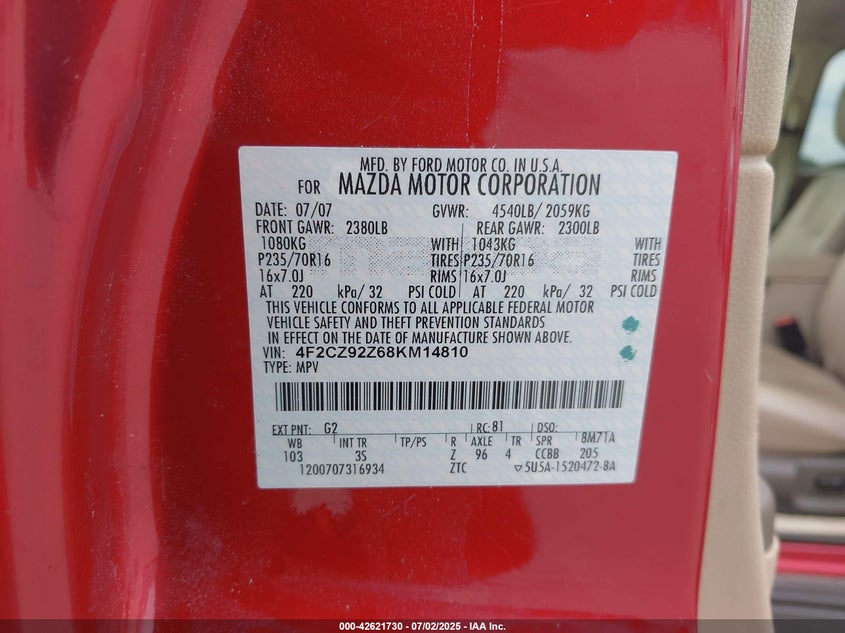 MFD. BY FORD MOTOR CO. IN U.S.A.
FOR MAZDA MOTOR CORPORATION
DATE: 07/07 GVWR: 4540LB/ 2059KG
FRONT GAWR: 2380LB REAR GAWR: 2300LB
1080KG WITH 1043KG WITH
P235/70R16 TIRES P235/70R16 TIRES
16x7.0J RIMS 16x7.0J RIMS
AT 220 kPa/ 32 PSI COLD AT 220 kPa/ 32 PSI COLD
THIS VEHICLE CONFORMS TO ALL APPLICABLE FEDERAL MOTOR
VEHICLE SAFETY AND THEFT PREVENTION STANDARDS
IN EFFECT ON THE DATE OF MANUFACTURE SHOWN ABOVE.
VIN: 4F2CZ92Z68KM14810
TYPE: MPV
EXT PNT: G2 RC: 81 DSO:
WB INT TR TP/PS R AXLE TR SPR 8M71A
103 3S Z 96 4 CCBB 205
1200707316934 ZTC 5U5A-1520472-BA
000-42621730 - 07/02/2025 - IAA Inc.